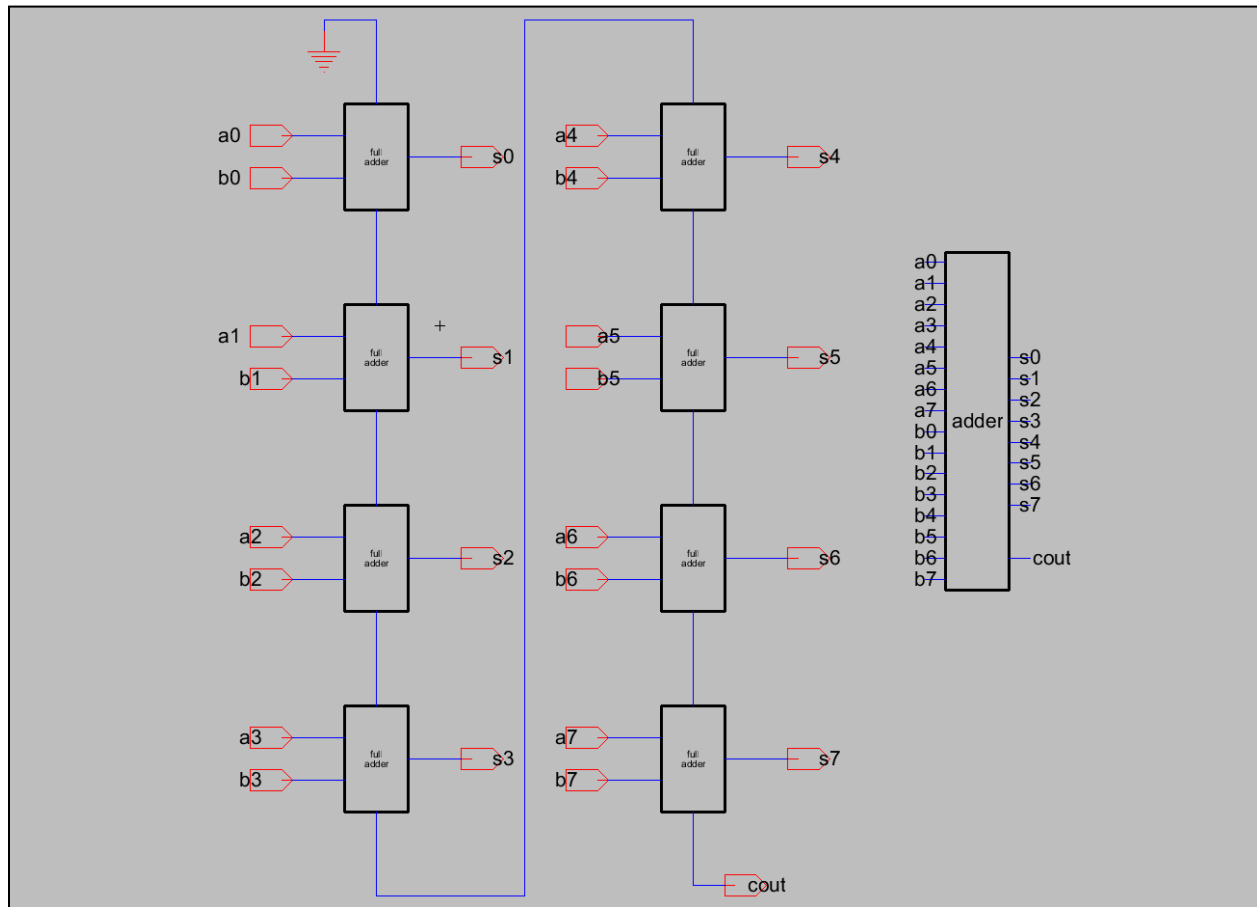 a0
b0
full
adder
s0
a1
b1
full
adder
s1
a2
b2
full
adder
s2
a3
b3
full
adder
s3
a4
b4
full
adder
s4
a5
b5
full
adder
s5
a6
b6
full
adder
s6
a7
b7
full
adder
s7
cout
a0
a1
a2
a3
a4
a5
a6
a7
b0
b1
b2
b3
b4
b5
b6
b7
adder
s0
s1
s2
s3
s4
s5
s6
s7
cout